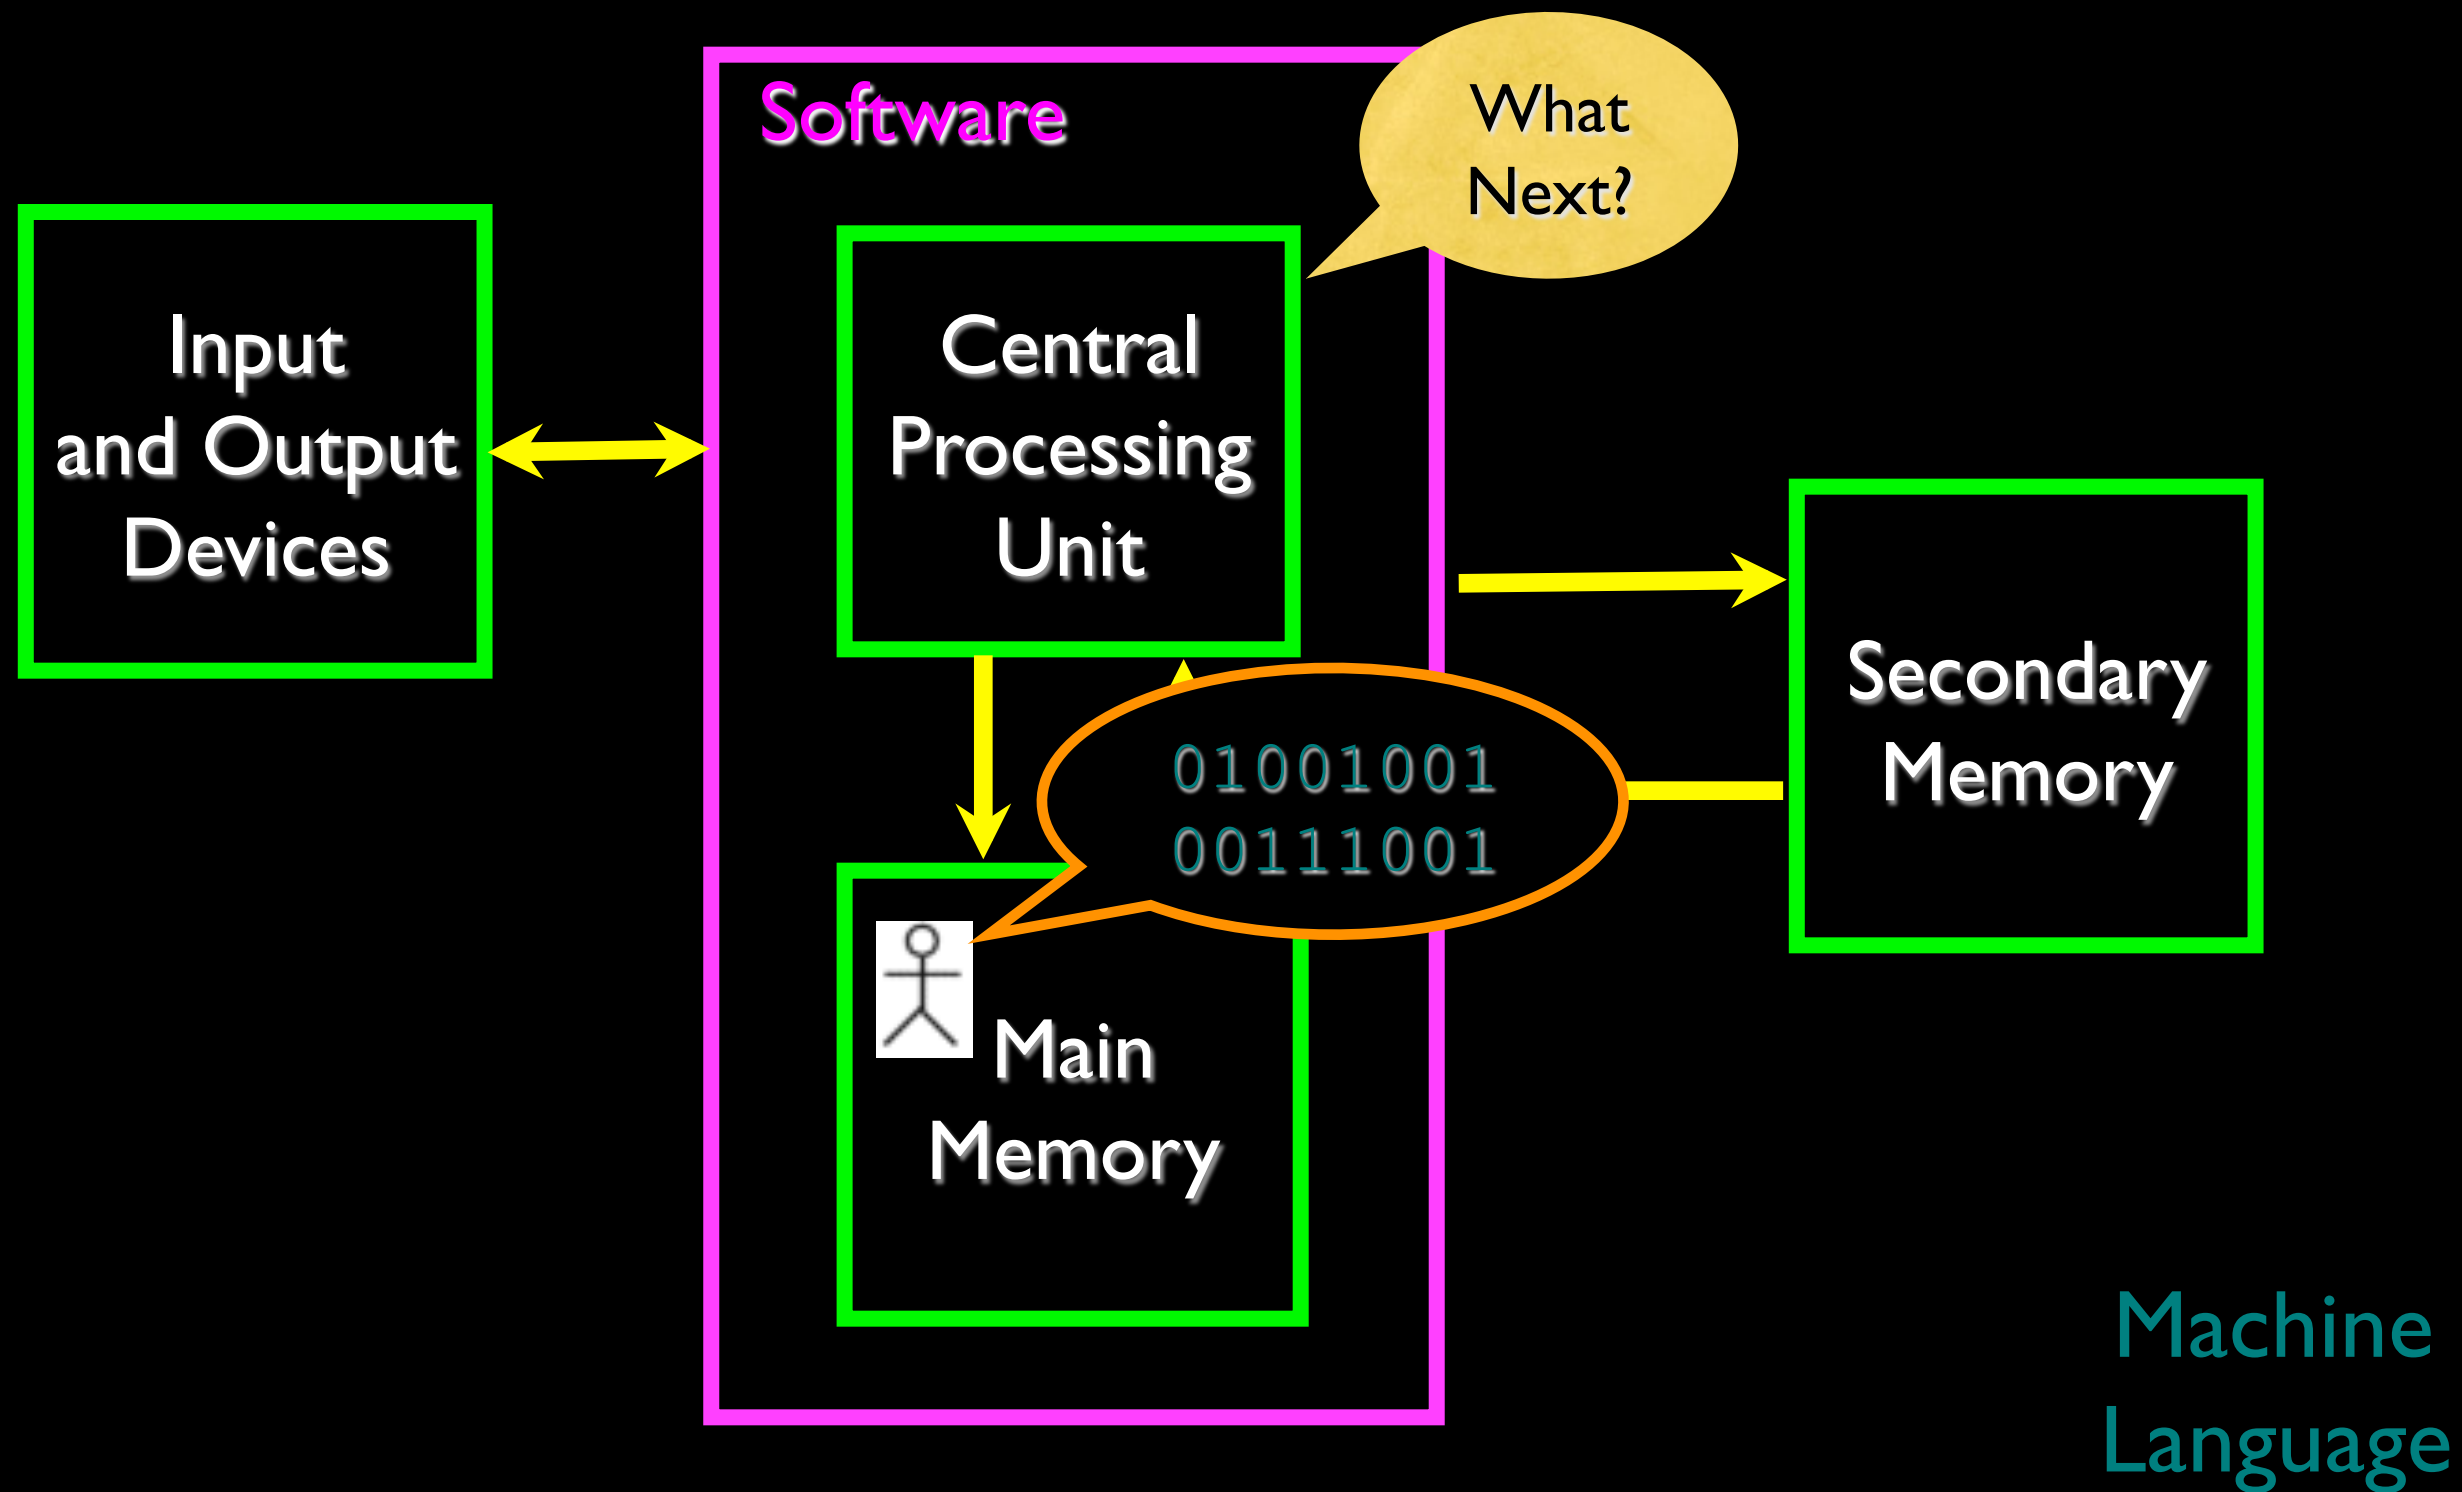 Software
What
Next?
Input
and Output
Devices
Central
Processing
Unit
Secondary
Memory
01001001
00111001
Main
Memory
Machine
Language